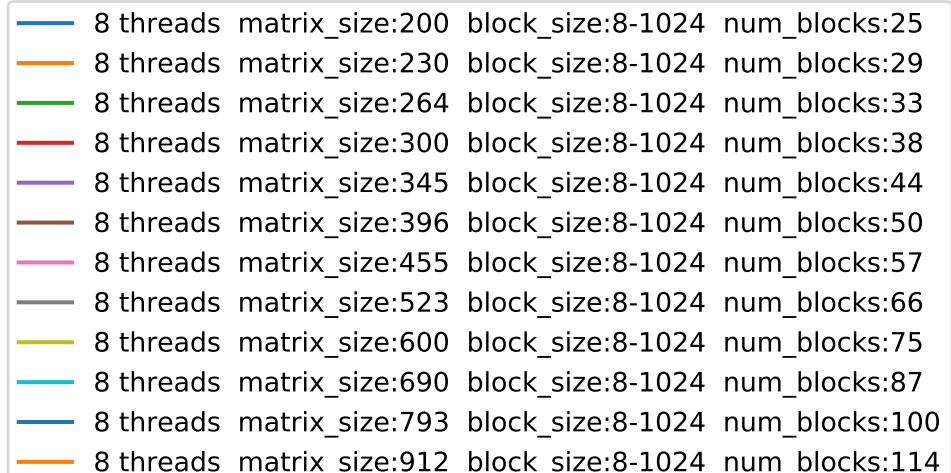 8 threads  matrix_size:200  block_size:8-1024  num_blocks:25
8 threads  matrix_size:230  block_size:8-1024  num_blocks:29
8 threads  matrix_size:264  block_size:8-1024  num_blocks:33
8 threads  matrix_size:300  block_size:8-1024  num_blocks:38
8 threads  matrix_size:345  block_size:8-1024  num_blocks:44
8 threads  matrix_size:396  block_size:8-1024  num_blocks:50
8 threads  matrix_size:455  block_size:8-1024  num_blocks:57
8 threads  matrix_size:523  block_size:8-1024  num_blocks:66
8 threads  matrix_size:600  block_size:8-1024  num_blocks:75
8 threads  matrix_size:690  block_size:8-1024  num_blocks:87
8 threads  matrix_size:793  block_size:8-1024  num_blocks:100
8 threads  matrix_size:912  block_size:8-1024  num_blocks:114